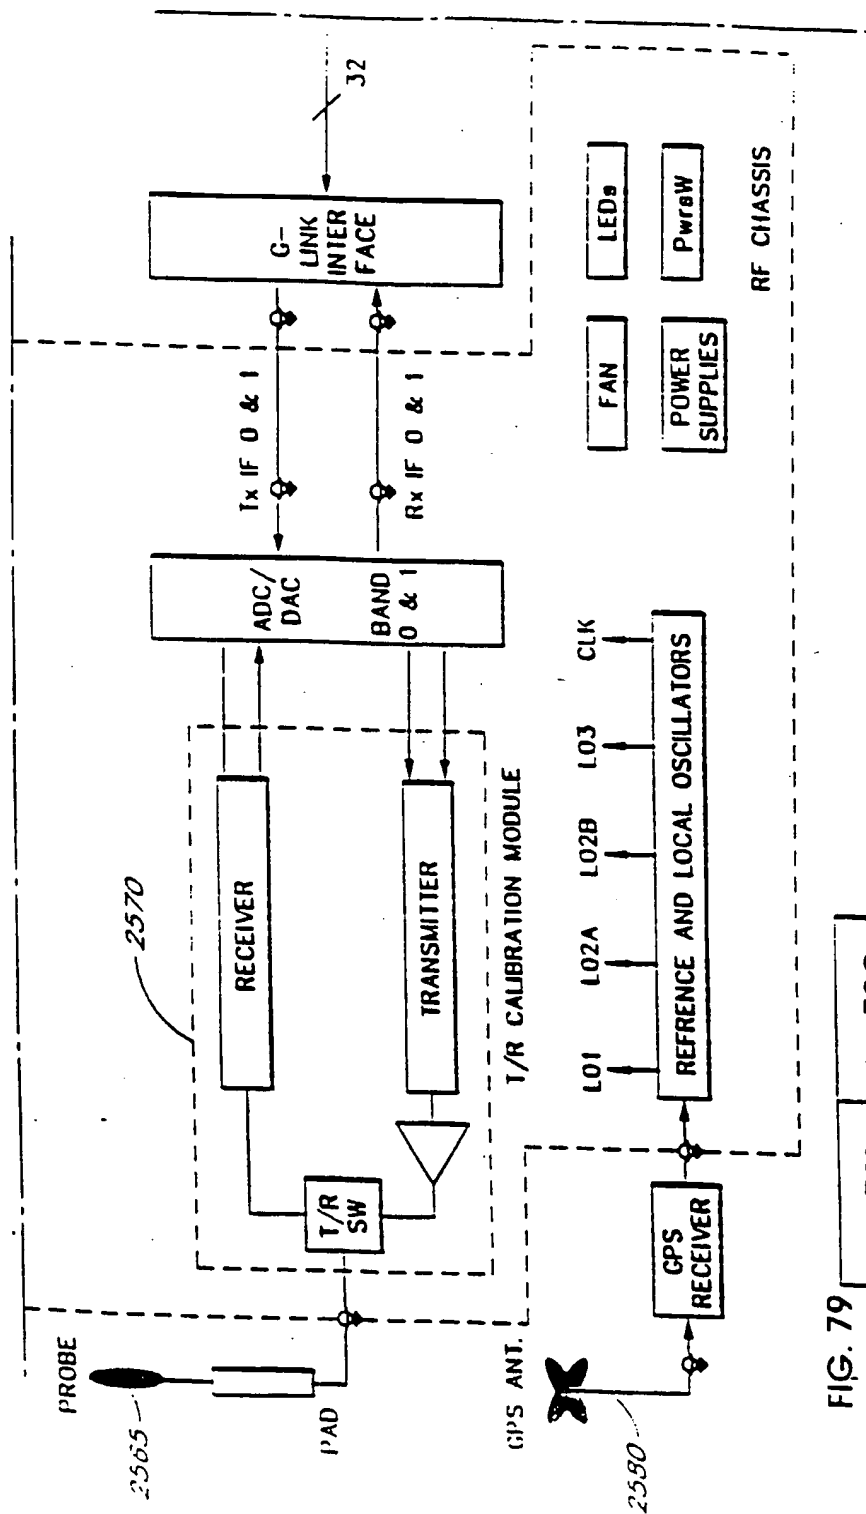 PROBE
2565
PAD
2570
RECEIVER
T/R
SW
TRANSMITTER
T/R CALIBRATION MODULE
ADC/
DAC
BAND
0 & 1
Tx IF 0 & 1
Rx IF 0 & 1
G-
LINK
INTER
FACE
32
GPS ANT.
2580
GPS
RECEIVER
LO1
LO2A
LO2B
LO3
CLK
REFRENCE AND LOCAL OSCILLATORS
FAN
LEDs
POWER
SUPPLIES
PwrsW
RF CHASSIS
FIG. 79